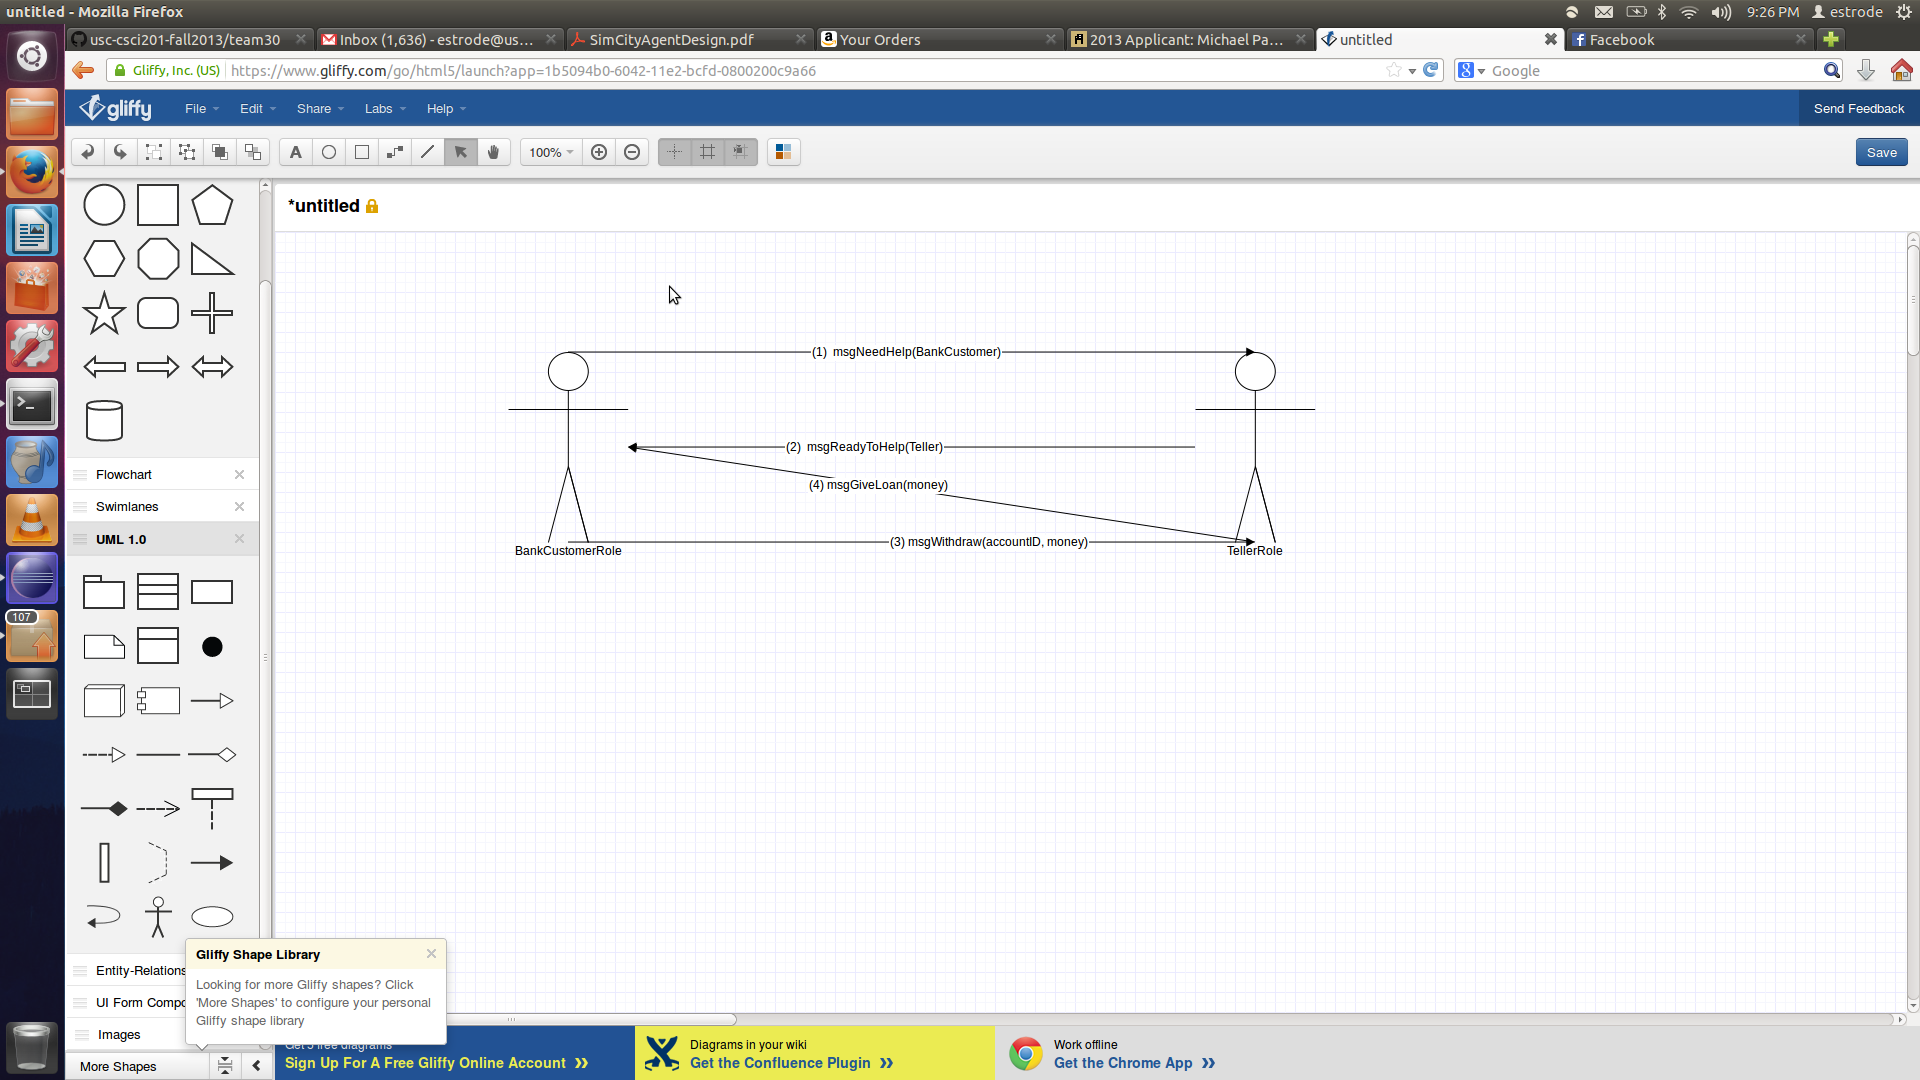 untitled - Mozilla Firefox
9:26 PM estrode
usc-csci201-fall2013/team30
Inbox (1,636) - estrode@us...
SimCityAgentDesign.pdf
a Your Orders
2013 Applicant: Michael Pa...
untitled
Facebook
Gliffy, Inc. (US) https://www.gliffy.com/go/html5/launch?app=1b5094b0-6042-11e2-bcfd-0800200c9a66
Google
gliffy File Edit Share Labs Help Send Feedback
A 100% Save
*untitled
(1) msgNeedHelp(BankCustomer)
(2) msgReadyToHelp(Teller)
(4) msgGiveLoan(money)
(3) msgWithdraw(accountID, money)
BankCustomerRole
TellerRole
Flowchart
Swimlanes
UML 1.0
107
Entity-Relations
UI Form Compo
Images
More Shapes
Gliffy Shape Library
Looking for more Gliffy shapes? Click
'More Shapes' to configure your personal
Gliffy shape library
Get 5 free diagrams
Sign Up For A Free Gliffy Online Account »
Diagrams in your wiki
Get the Confluence Plugin »
Work offline
Get the Chrome App »